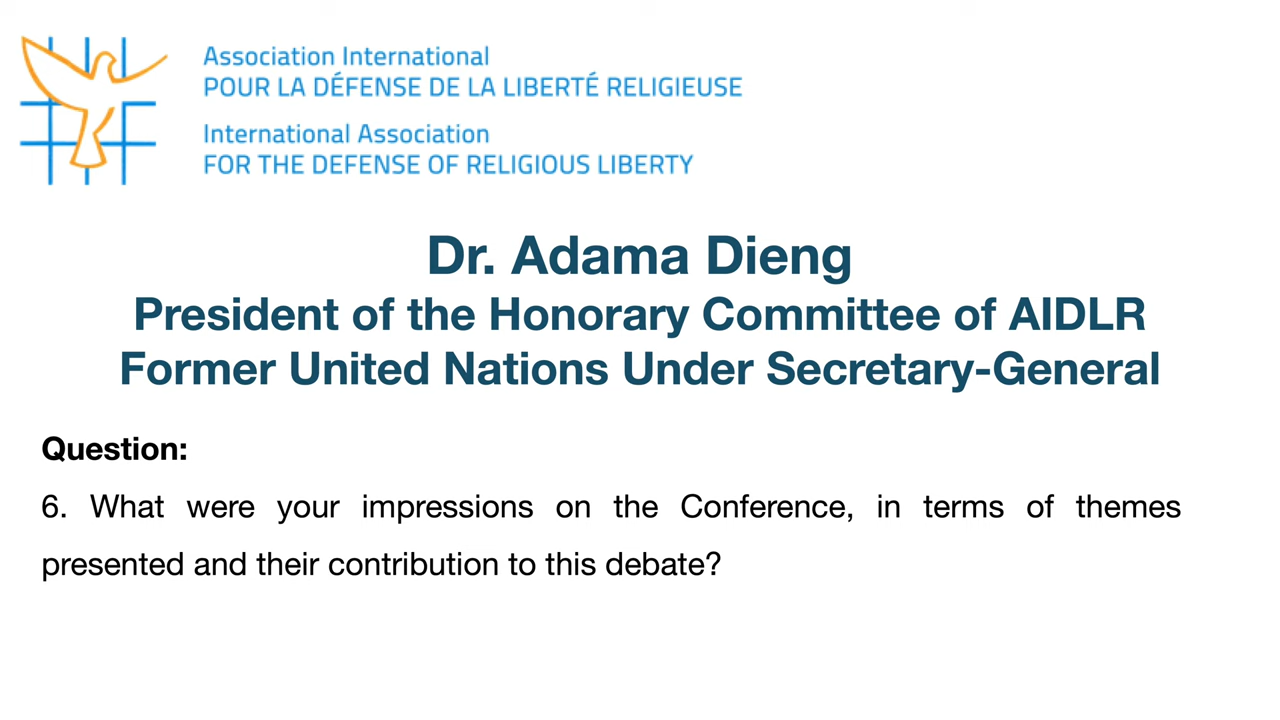 Association International
POUR LA DÉFENSE DE LA LIBERTÉ RELIGIEUSE
International Association
FOR THE DEFENSE OF RELIGIOUS LIBERTY
Dr. Adama Dieng
President of the Honorary Committee of AIDLR
Former United Nations Under Secretary-General
Question:
6. What were your impressions on the Conference, in terms of themes
presented and their contribution to this debate?